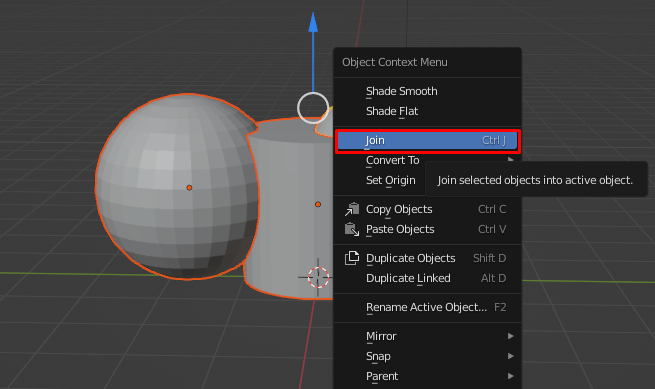 Object Context Menu
Shade Smooth
Shade Flat
Join Ctrl J
Convert To
Set Origin
Join selected objects into active object.
Copy Objects Ctrl C
Paste Objects Ctrl V
Duplicate Objects Shift D
Duplicate Linked Alt D
Rename Active Object... F2
Mirror
Snap
Parent